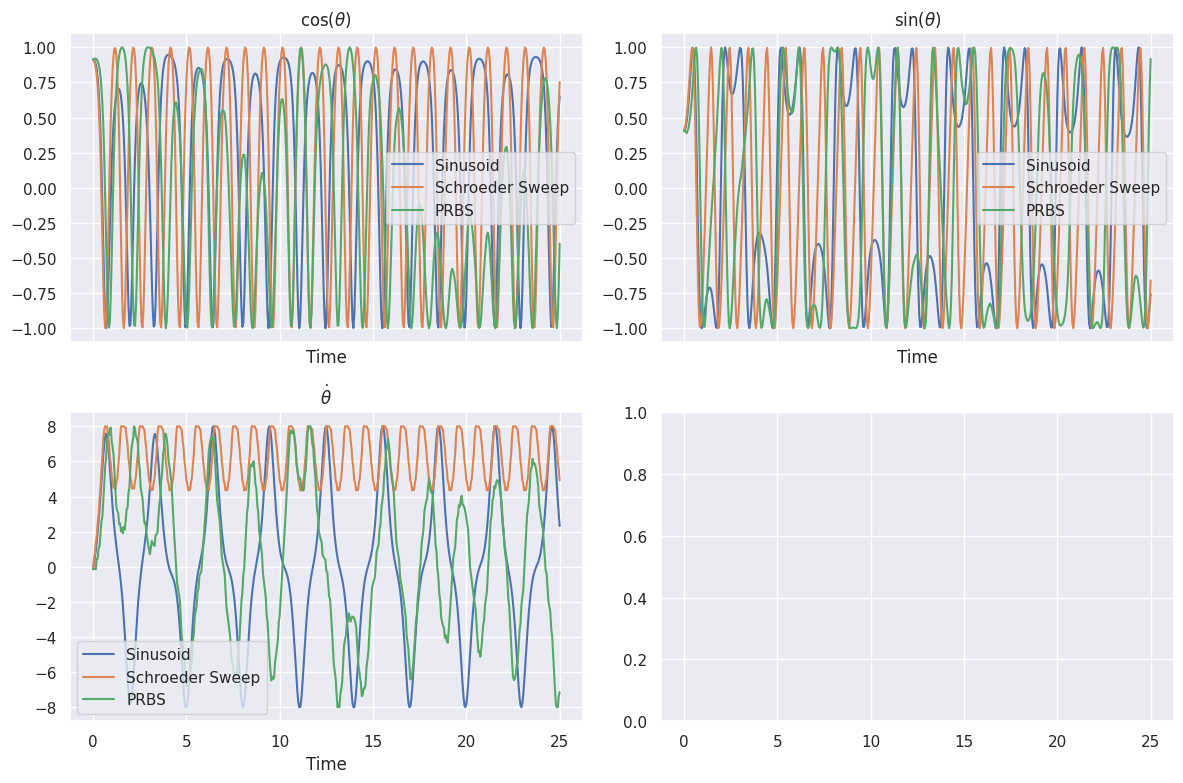 cos(θ)
1.00
0.75
0.50
0.25
0.00
−0.25
−0.50
−0.75
−1.00
Sinusoid
Schroeder Sweep
PRBS
Time
sin(θ)
1.00
0.75
0.50
0.25
0.00
−0.25
−0.50
−0.75
−1.00
Sinusoid
Schroeder Sweep
PRBS
Time
θ̇
8
6
4
2
0
−2
−4
−6
−8
Sinusoid
Schroeder Sweep
PRBS
0 5 10 15 20 25
Time
1.0
0.8
0.6
0.4
0.2
0.0
0 5 10 15 20 25